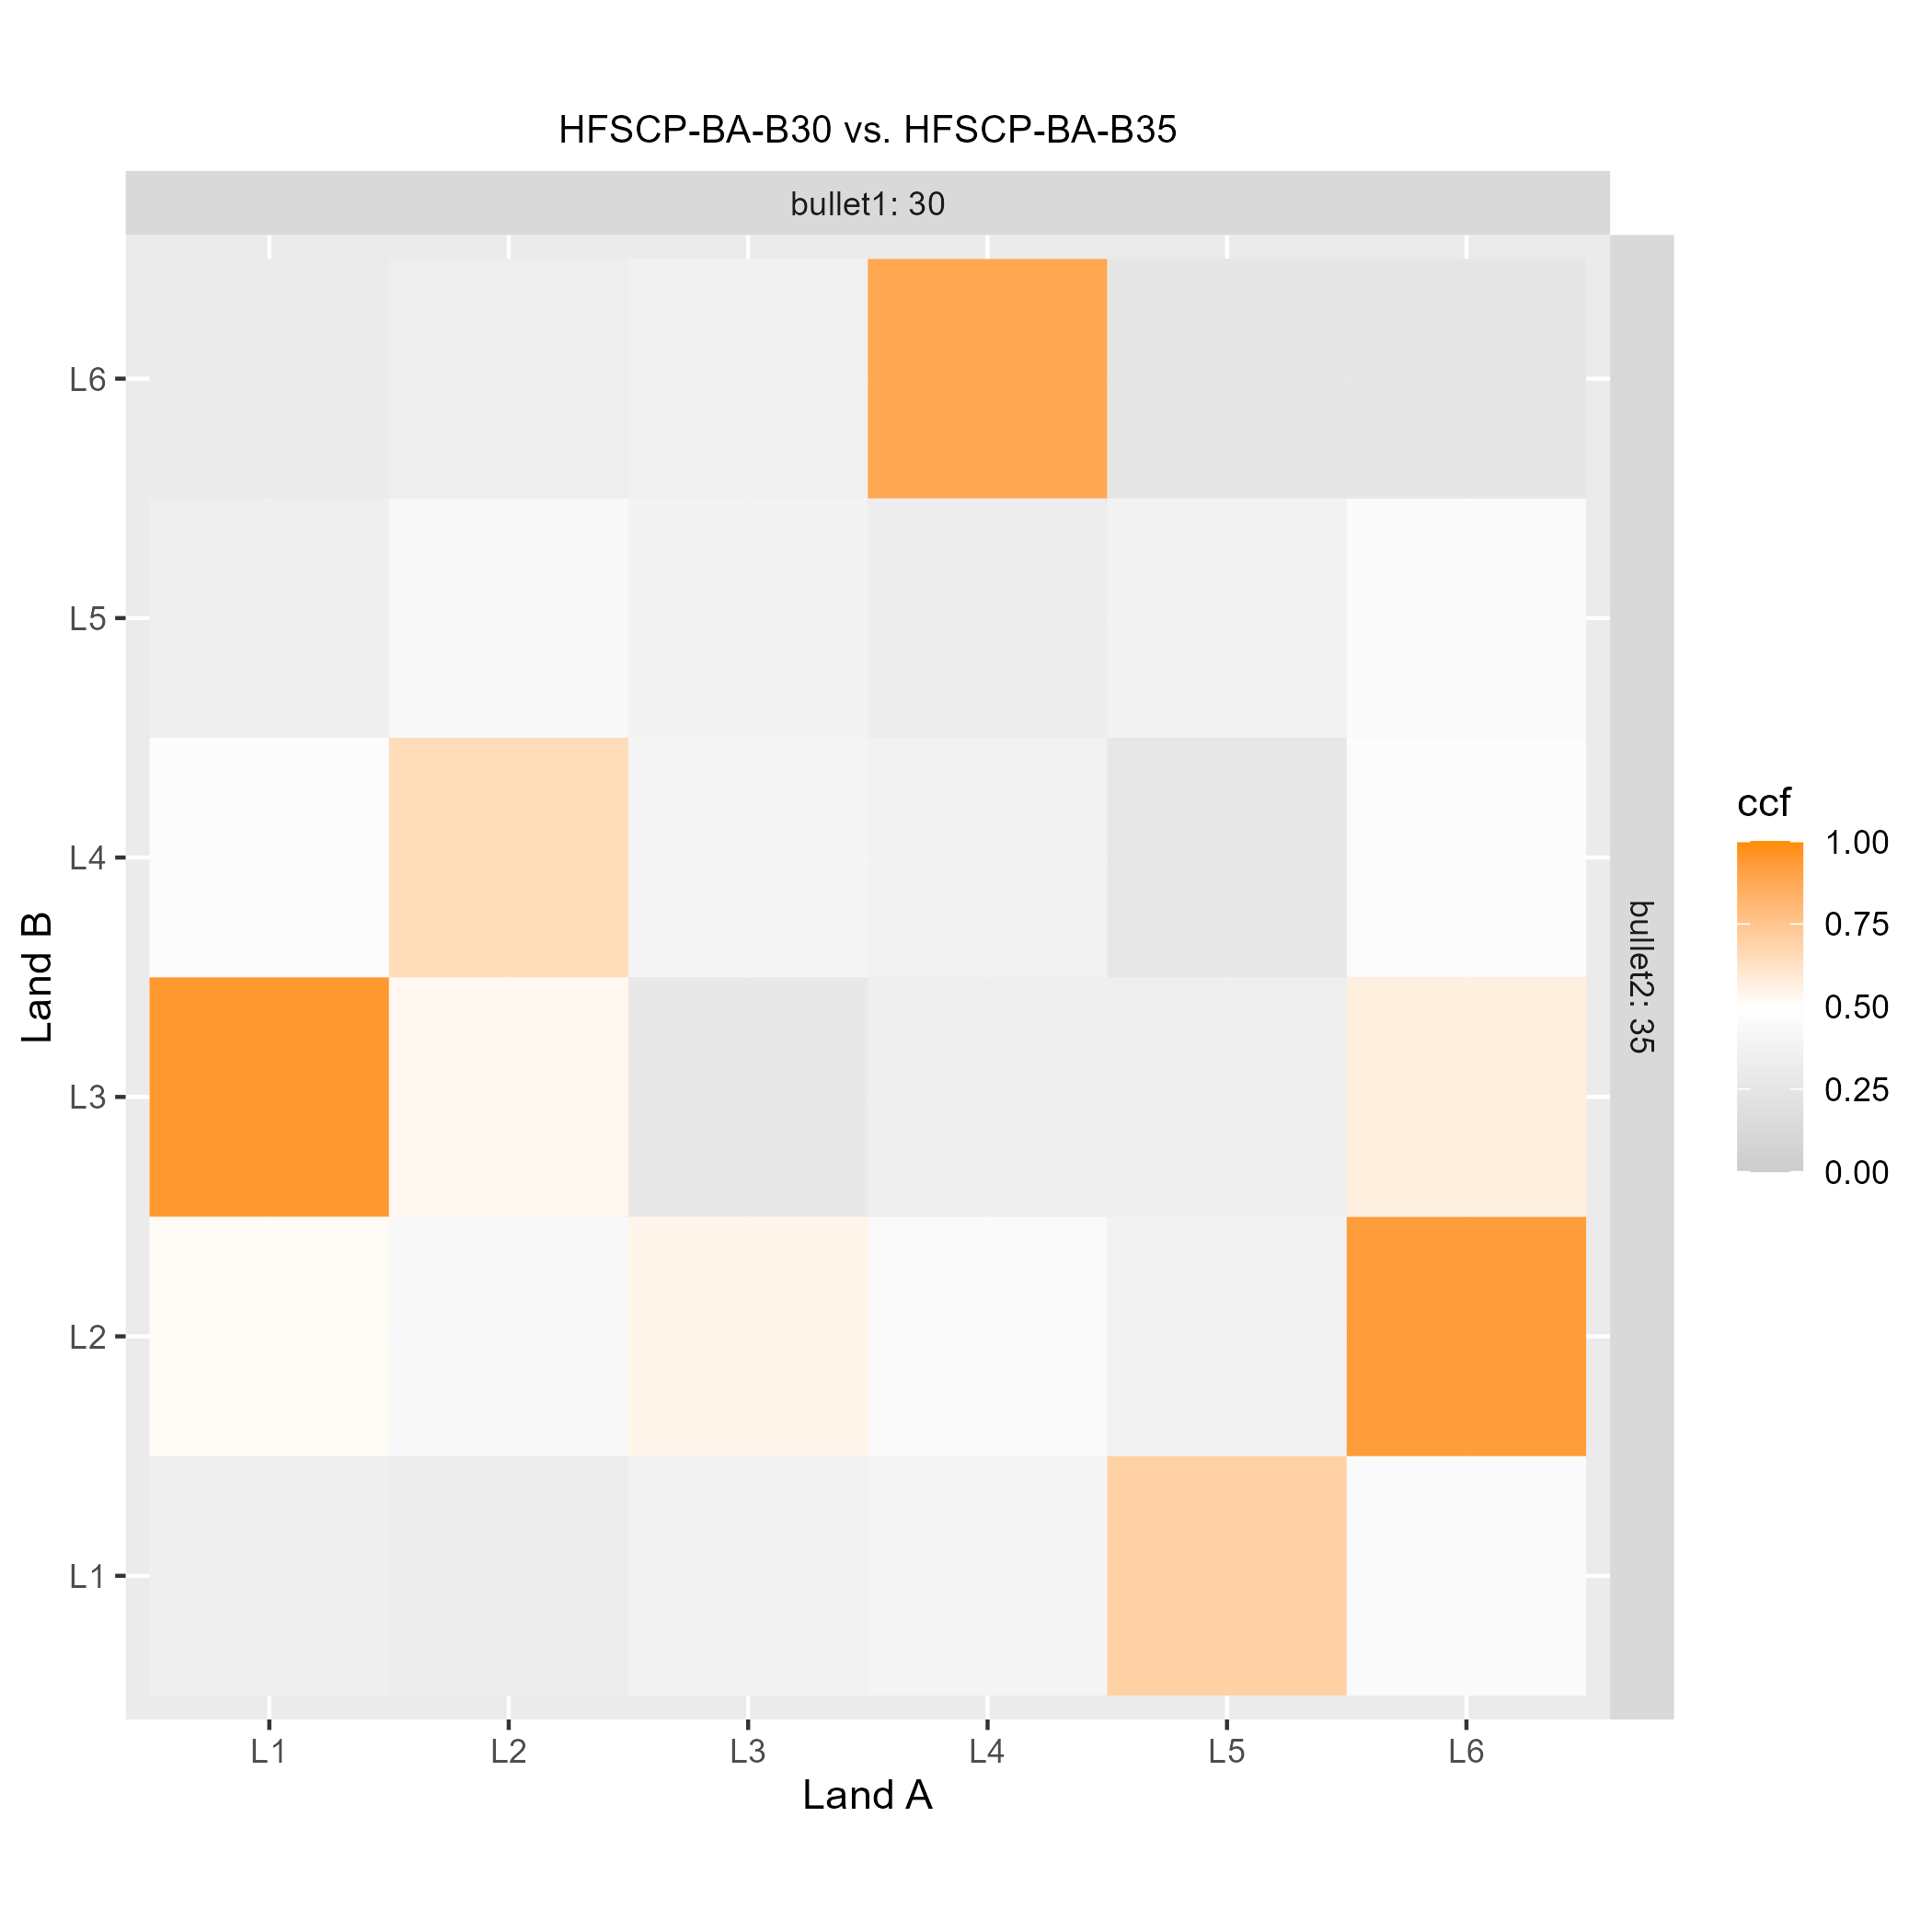 HFSCP-BA-B30 vs. HFSCP-BA-B35
bullet1: 30
L6
L5
L4
L3
L2
L1
Land B
L1 L2 L3 L4 L5 L6
Land A
bullet2: 35
ccf
1.00
0.75
0.50
0.25
0.00